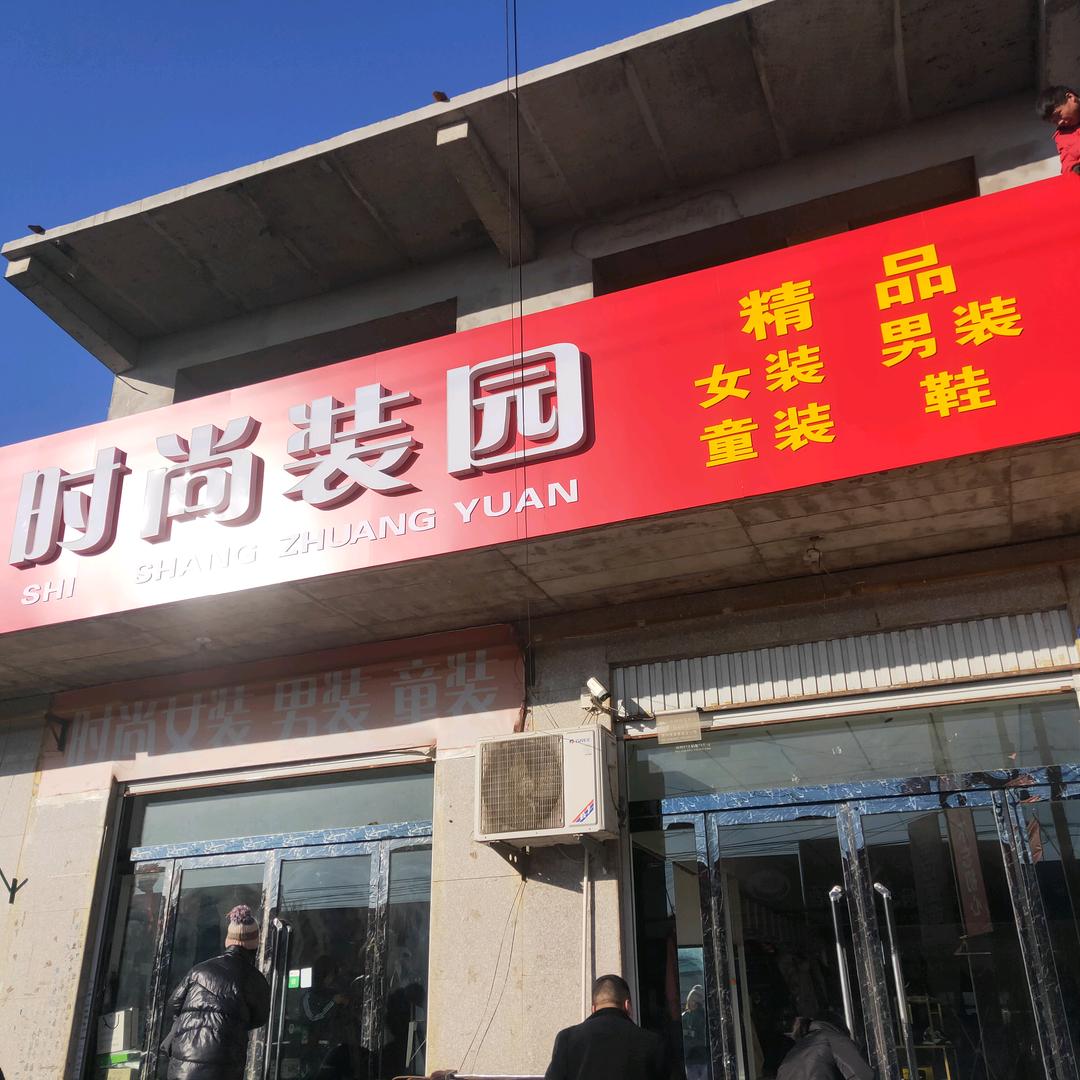 时尚装园
SHI SHANG ZHUANG YUAN
精品
女装 男装
童装 鞋
时尚女装 男装 童装
GREE